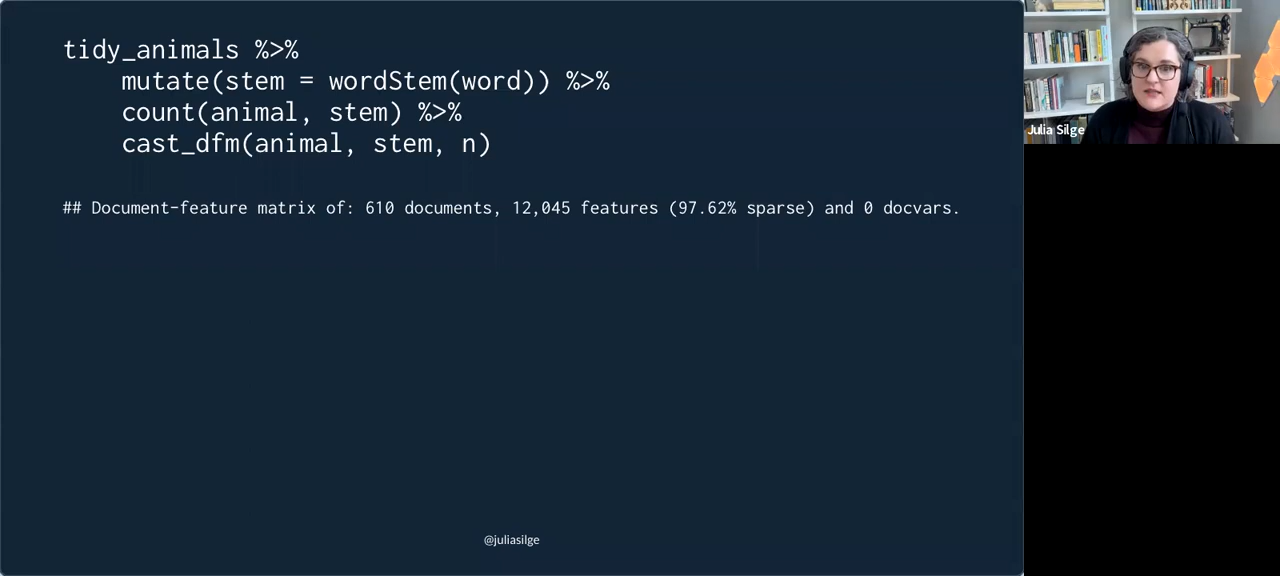 tidy_animals %>%
    mutate(stem = wordStem(word)) %>%
    count(animal, stem) %>%
    cast_dfm(animal, stem, n)
## Document-feature matrix of: 610 documents, 12,045 features (97.62% sparse) and 0 docvars.
@juliasilge
Julia Silge